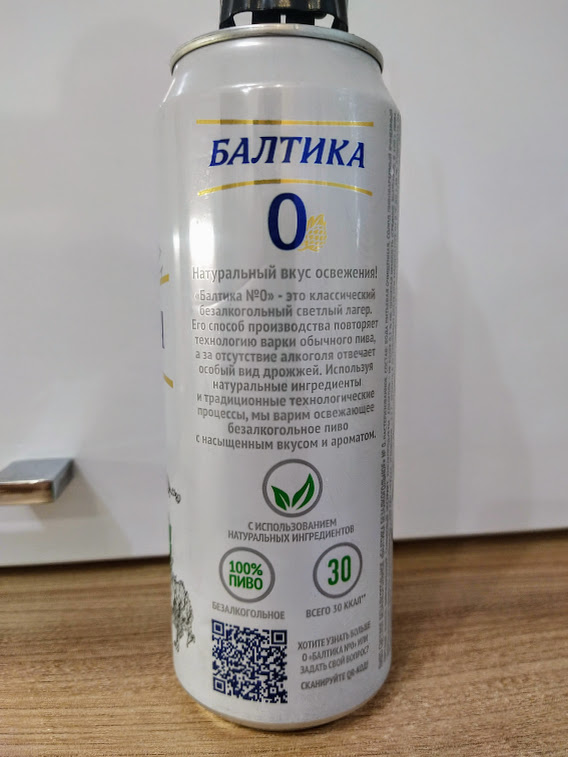 БАЛТИКА
0
Натуральный вкус освежения!
«Балтика №0» - это классический
безалкогольный светлый лагер.
Его способ производства повторяет
технологию варки обычного пива,
а за отсутствие алкоголя отвечает
особый вид дрожжей. Используя
натуральные ингредиенты
и традиционные технологические
процессы, мы варим освежающее
безалкогольное пиво
с насыщенным вкусом и ароматом.
С ИСПОЛЬЗОВАНИЕМ
НАТУРАЛЬНЫХ ИНГРЕДИЕНТОВ
100%
ПИВО
БЕЗАЛКОГОЛЬНОЕ
30
ВСЕГО 30 ККАЛ**
ХОТИТЕ УЗНАТЬ БОЛЬШЕ
О «БАЛТИКА №0» ИЛИ
ЗАДАТЬ СВОЙ ВОПРОС?
СКАНИРУЙТЕ QR-КОД!